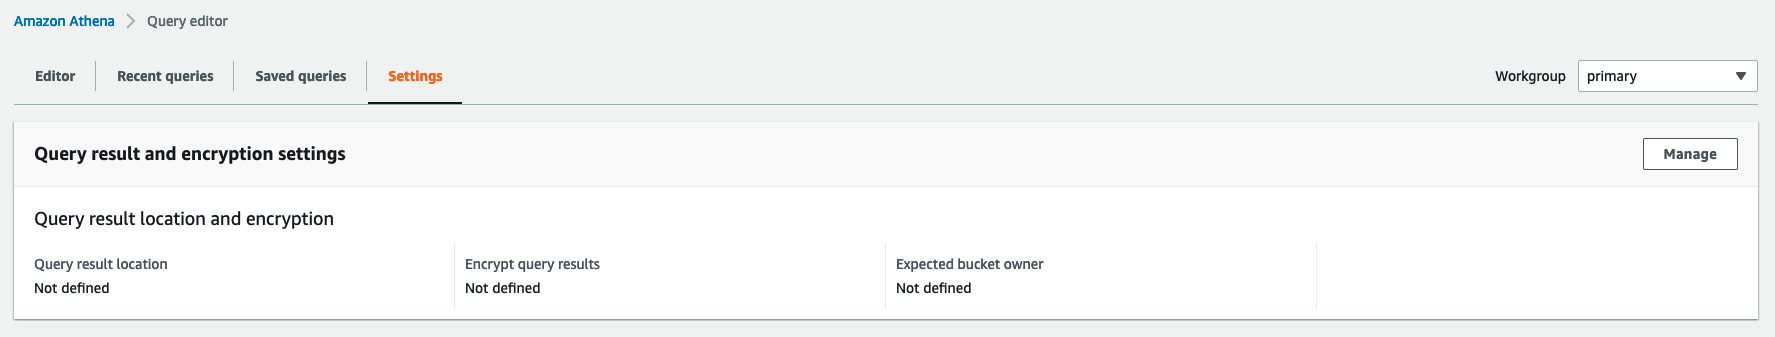 Amazon Athena > Query editor
Editor Recent queries Saved queries Settings Workgroup primary
Query result and encryption settings Manage
Query result location and encryption
Query result location Encrypt query results Expected bucket owner
Not defined Not defined Not defined